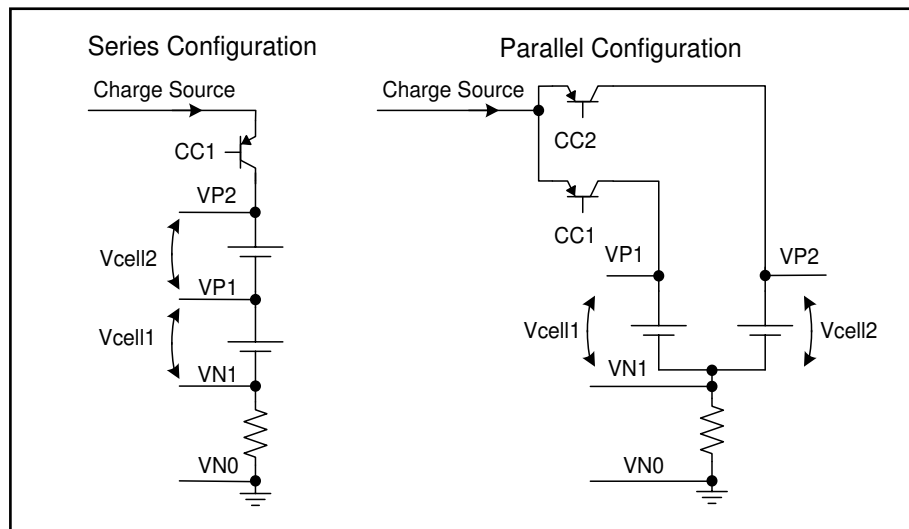 Series Configuration
Charge Source
CC1
VP2
Vcell2
VP1
Vcell1
VN1
VN0
Parallel Configuration
Charge Source
CC2
CC1
VP1
VP2
Vcell1
Vcell2
VN1
VN0